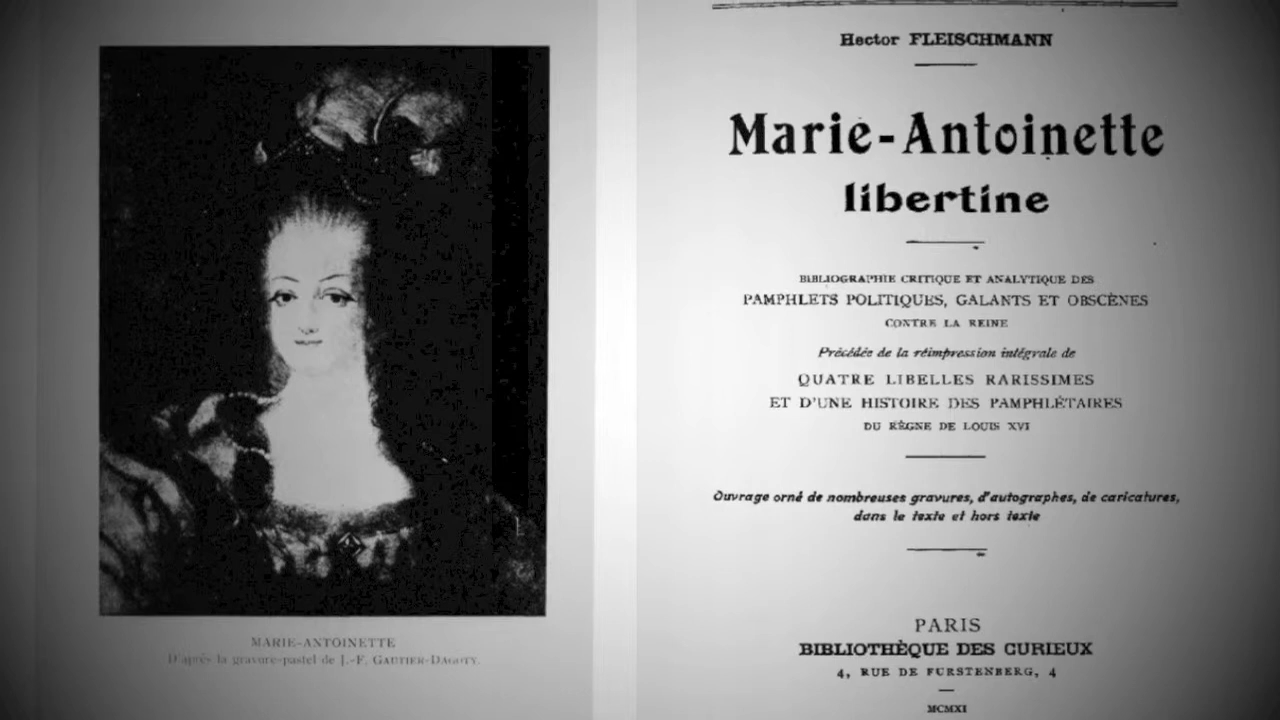 MARIE-ANTOINETTE
D'après la gravure-pastel de J.-F. GAUTIER-DAGOTY.
Hector FLEISCHMANN
Marie-Antoinette
libertine
BIBLIOGRAPHIE CRITIQUE ET ANALYTIQUE DES
PAMPHLETS POLITIQUES, GALANTS ET OBSCÈNES
CONTRE LA REINE
Précédée de la réimpression intégrale de
QUATRE LIBELLES RARISSIMES
ET D'UNE HISTOIRE DES PAMPHLÉTAIRES
DU RÈGNE DE LOUIS XVI
Ouvrage orné de nombreuses gravures, d'autographes, de caricatures,
dans le texte et hors texte
PARIS
BIBLIOTHÈQUE DES CURIEUX
4, RUE DE FURSTENBERG, 4
MCMXI